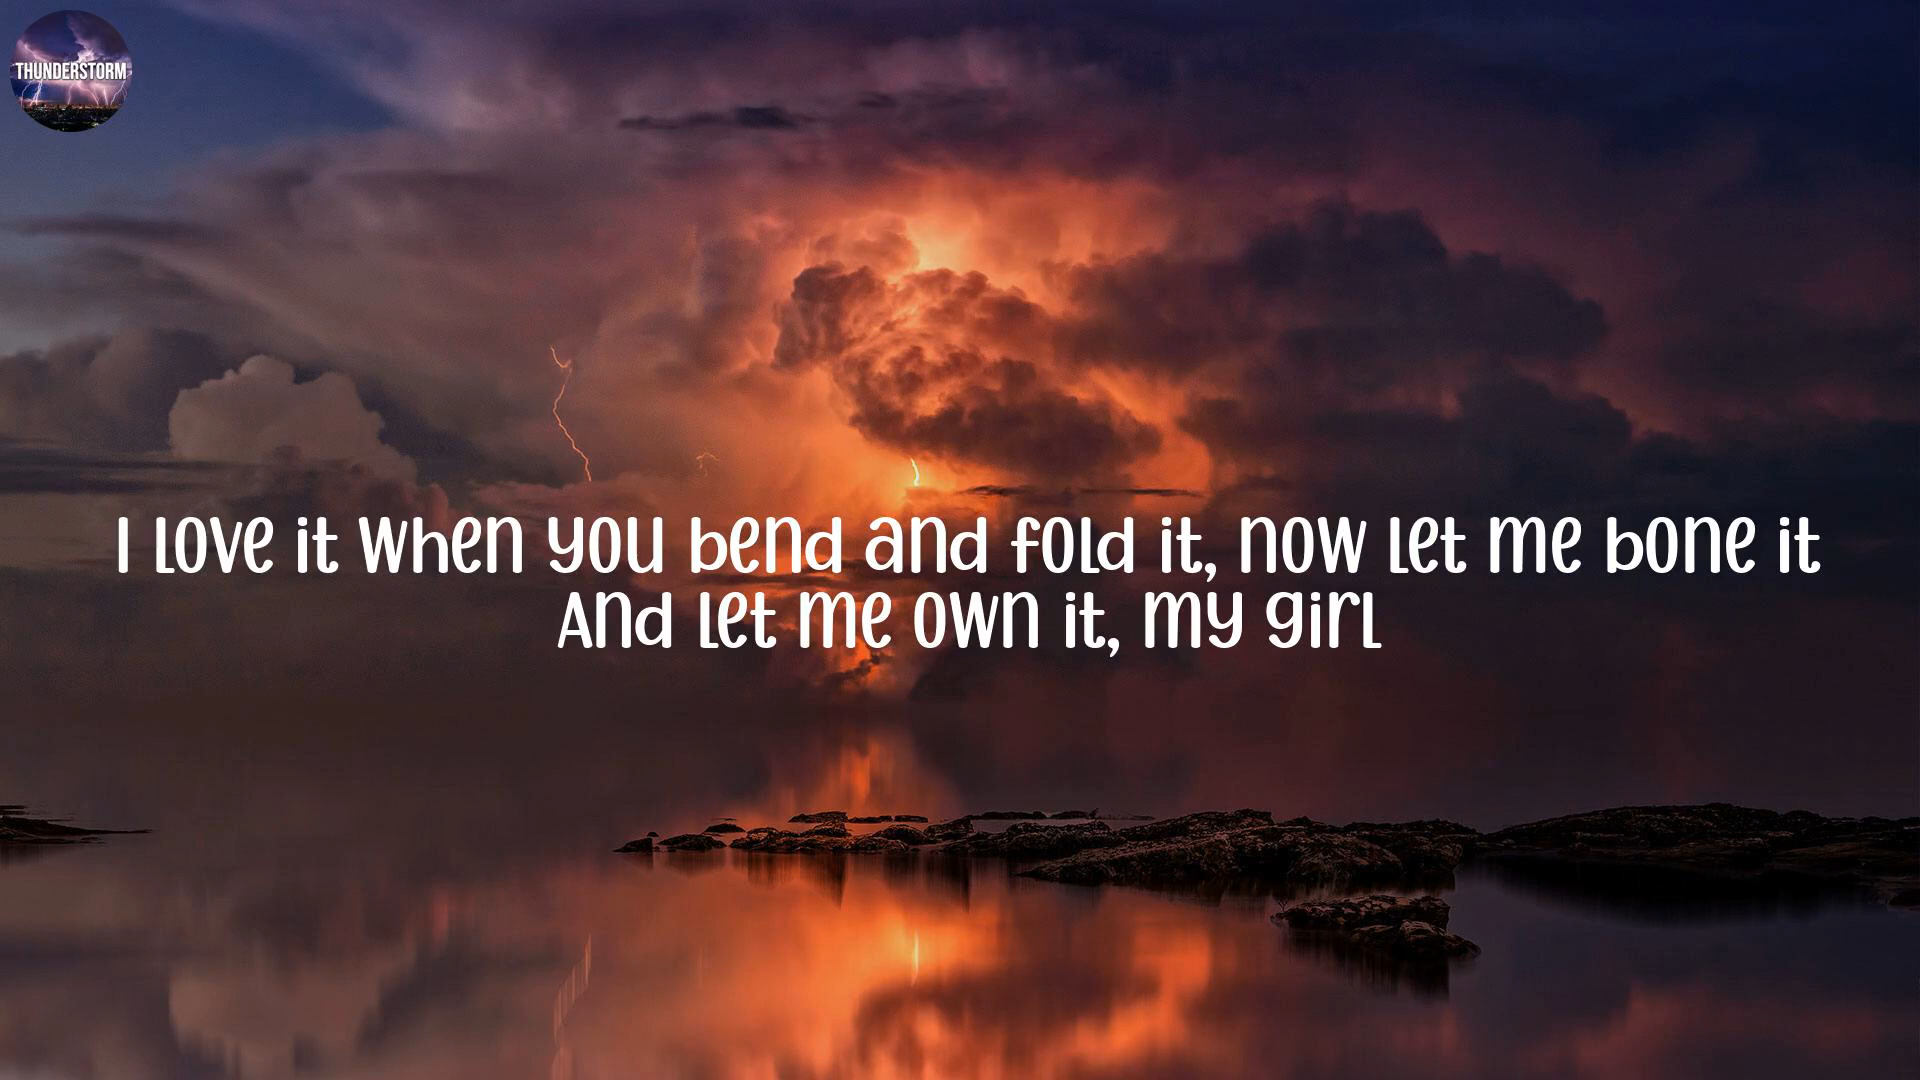 THUNDERSTORM
I love it when you bend and fold it, now let me bone it
And let me own it, my girl